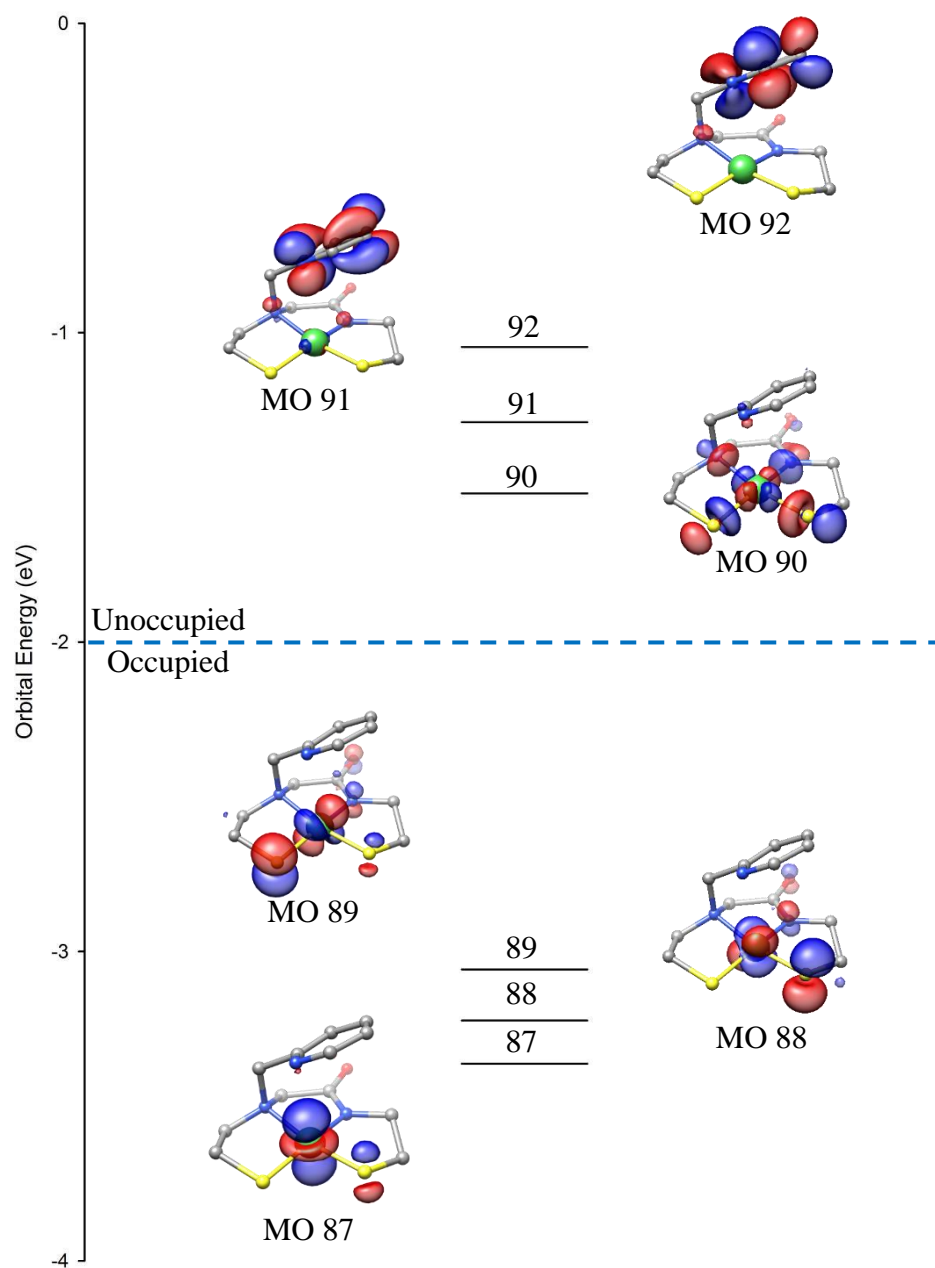 0
MO 92
-1
92
MO 91
91
90
MO 90
Orbital Energy (eV)
Unoccupied
-2
Occupied
MO 89
89
-3
88
MO 88
87
MO 87
-4